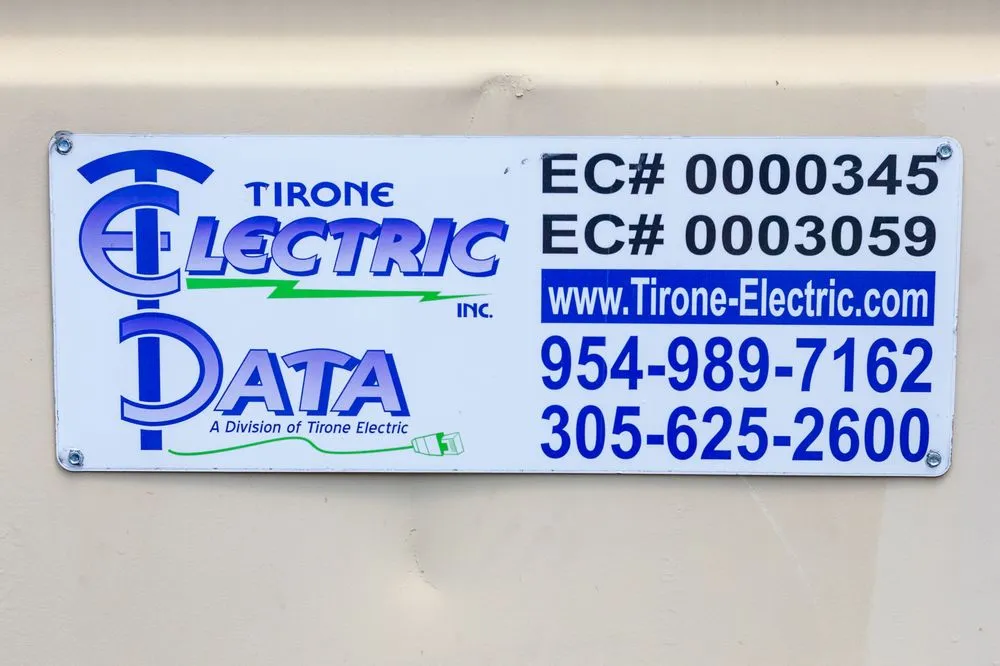 TIRONE
ELECTRIC
INC.
DATA
A Division of Tirone Electric
EC# 0000345
EC# 0003059
www.Tirone-Electric.com
954-989-7162
305-625-2600